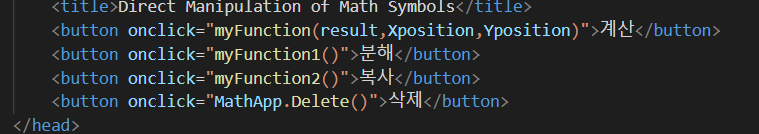 <title>Direct Manipulation of Math Symbols</title>
<button onclick="myFunction(result,Xposition,Yposition)">계산</button>
<button onclick="myFunction1()">분해</button>
<button onclick="myFunction2()">복사</button>
<button onclick="MathApp.Delete()">삭제</button>
</head>